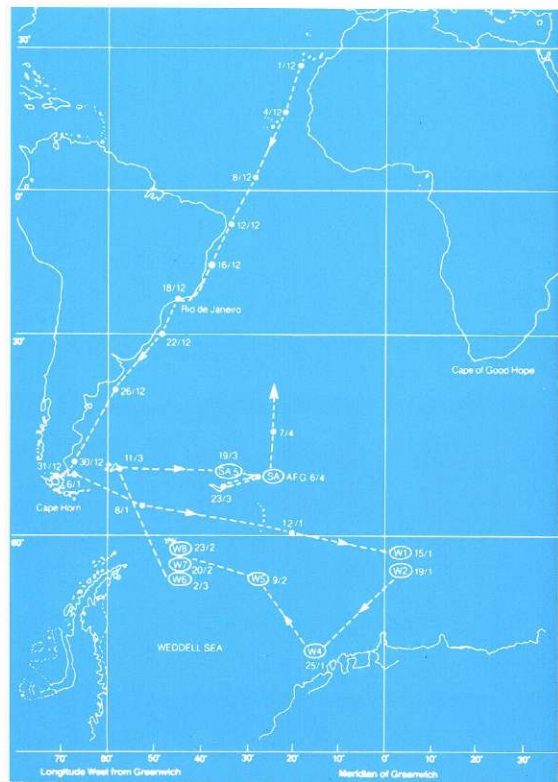 30°
1/12
4/12
8/12
0°
12/12
16/12
18/12
Rio de Janeiro
22/12
30°
Cape of Good Hope
26/12
7/4
30/12
11/3
19/3
31/12
SA
SA
A.F.O. 6/4
6/1
23/3
Cape Horn
8/1
12/1
60°
W8 23/2
W1 15/1
W7 20/2
W2 19/1
W6 2/3
W5 9/2
WEDDELL SEA
W4
25/1
70° 60 50 40 30 20 10 0 10 20 30°
Longitude West from Greenwich
Meridian of Greenwich